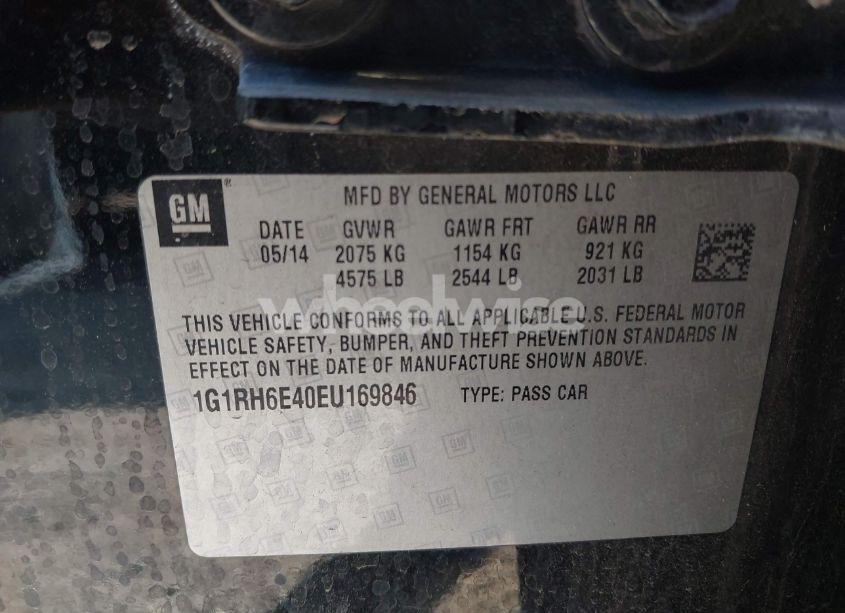 GM
MFD BY GENERAL MOTORS LLC
DATE GVWR GAWR FRT GAWR RR
05/14 2075 KG 1154 KG 921 KG
4575 LB 2544 LB 2031 LB
wheelwise
THIS VEHICLE CONFORMS TO ALL APPLICABLE U.S. FEDERAL MOTOR
VEHICLE SAFETY, BUMPER, AND THEFT PREVENTION STANDARDS IN
EFFECT ON THE DATE OF MANUFACTURE SHOWN ABOVE.
1G1RH6E40EU169846 TYPE: PASS CAR